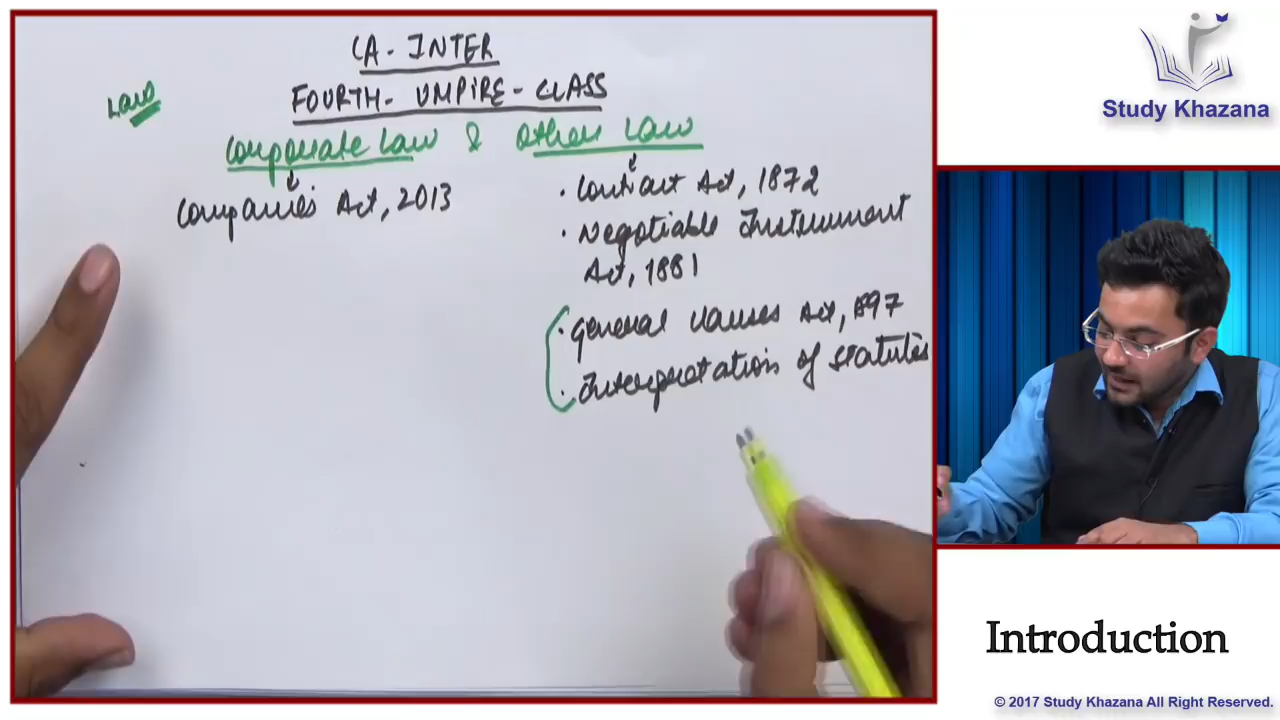 CA - INTER
FOURTH - UMPIRE - CLASS
Law
Corporate Law & Other Law
Companies Act, 2013
· Contract Act, 1872
· Negotiable Instrument
Act, 1881
· General Clauses Act, 1897
· Interpretation of Statutes
Study Khazana
Introduction
© 2017 Study Khazana All Right Reserved.